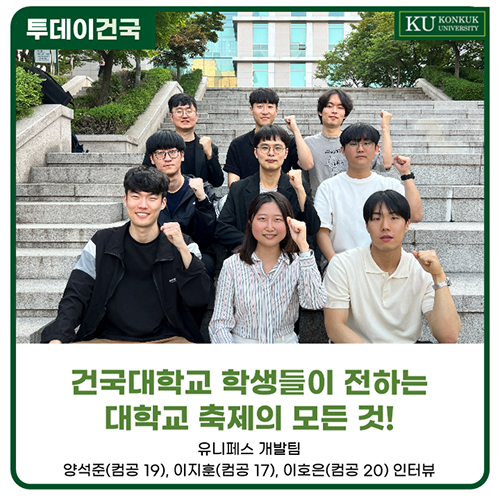 투데이건국
KU KONKUK
UNIVERSITY
건국대학교 학생들이 전하는
대학교 축제의 모든 것!
유니페스 개발팀
양석준(컴공 19), 이지훈(컴공 17), 이호은(컴공 20) 인터뷰